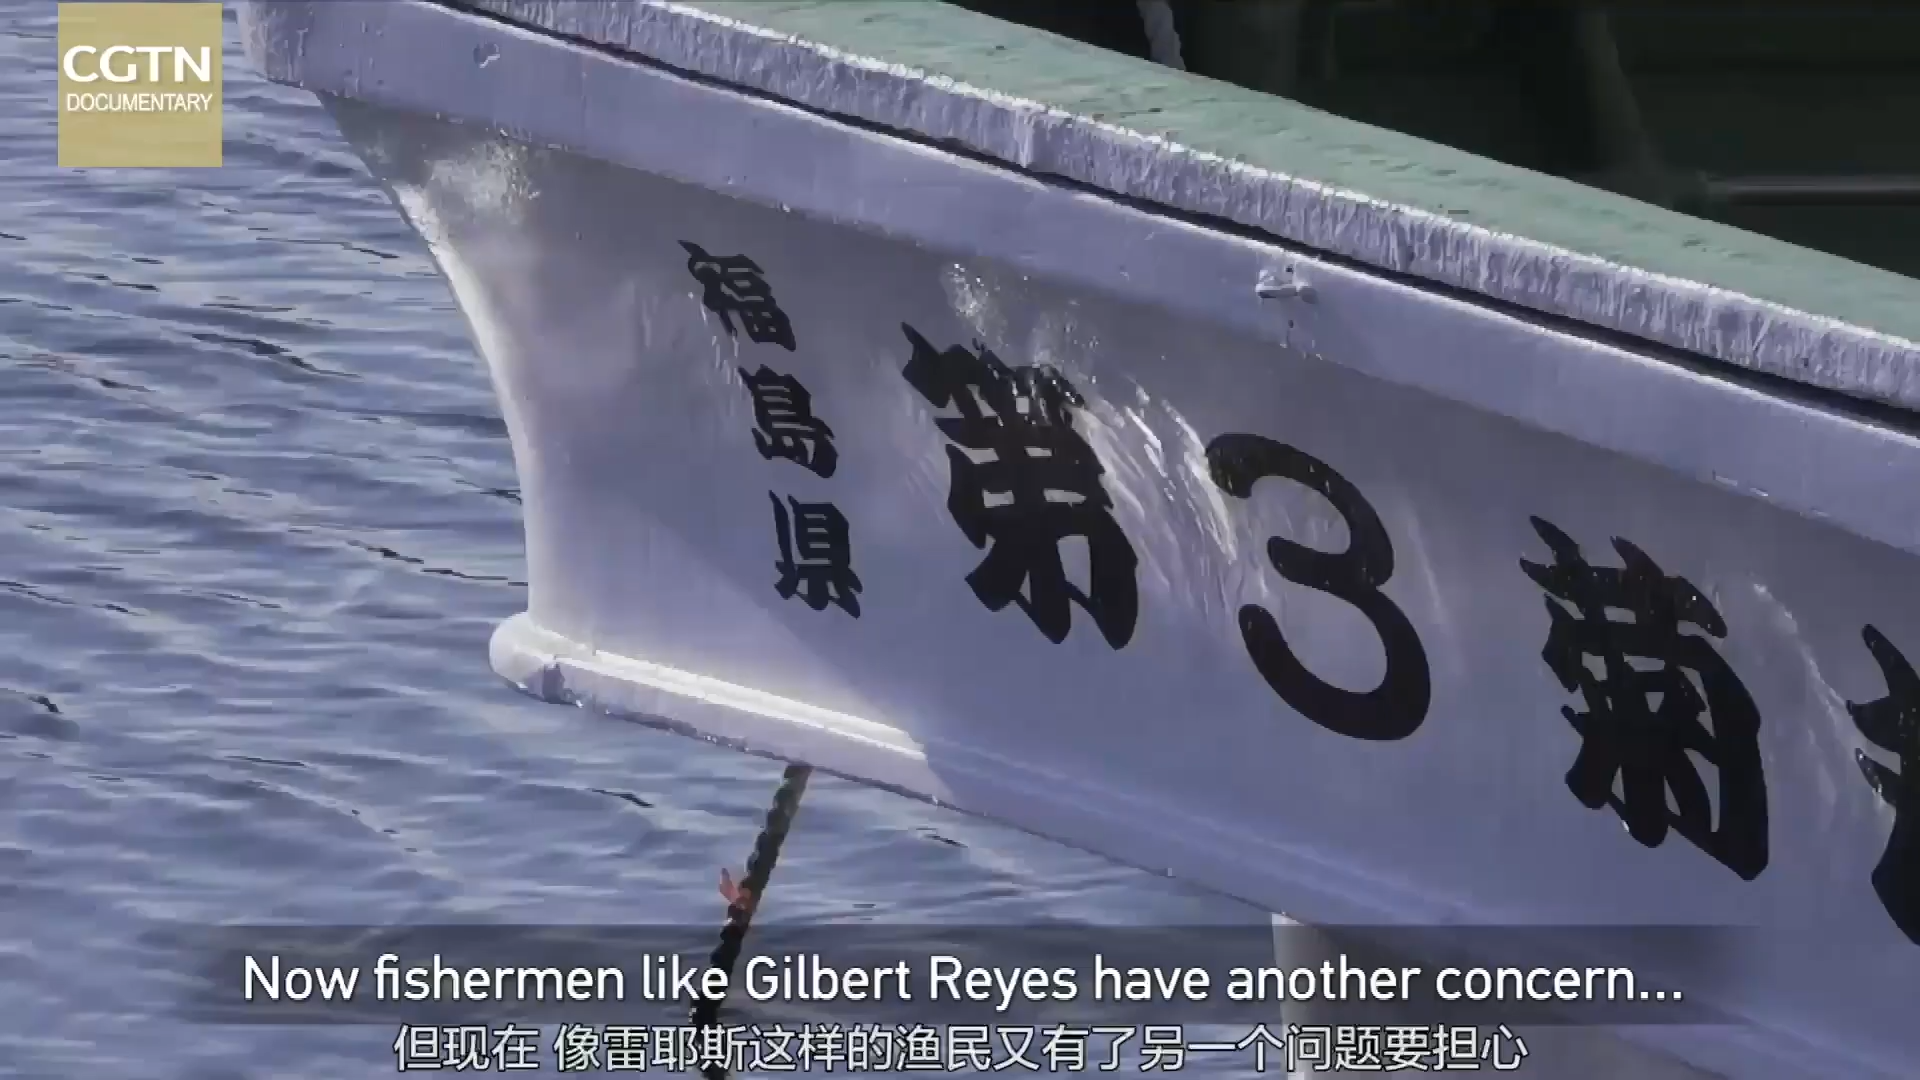 CGTN
DOCUMENTARY
福島県
第3菊
Now fishermen like Gilbert Reyes have another concern...
但现在 像雷耶斯这样的渔民又有了另一个问题要担心